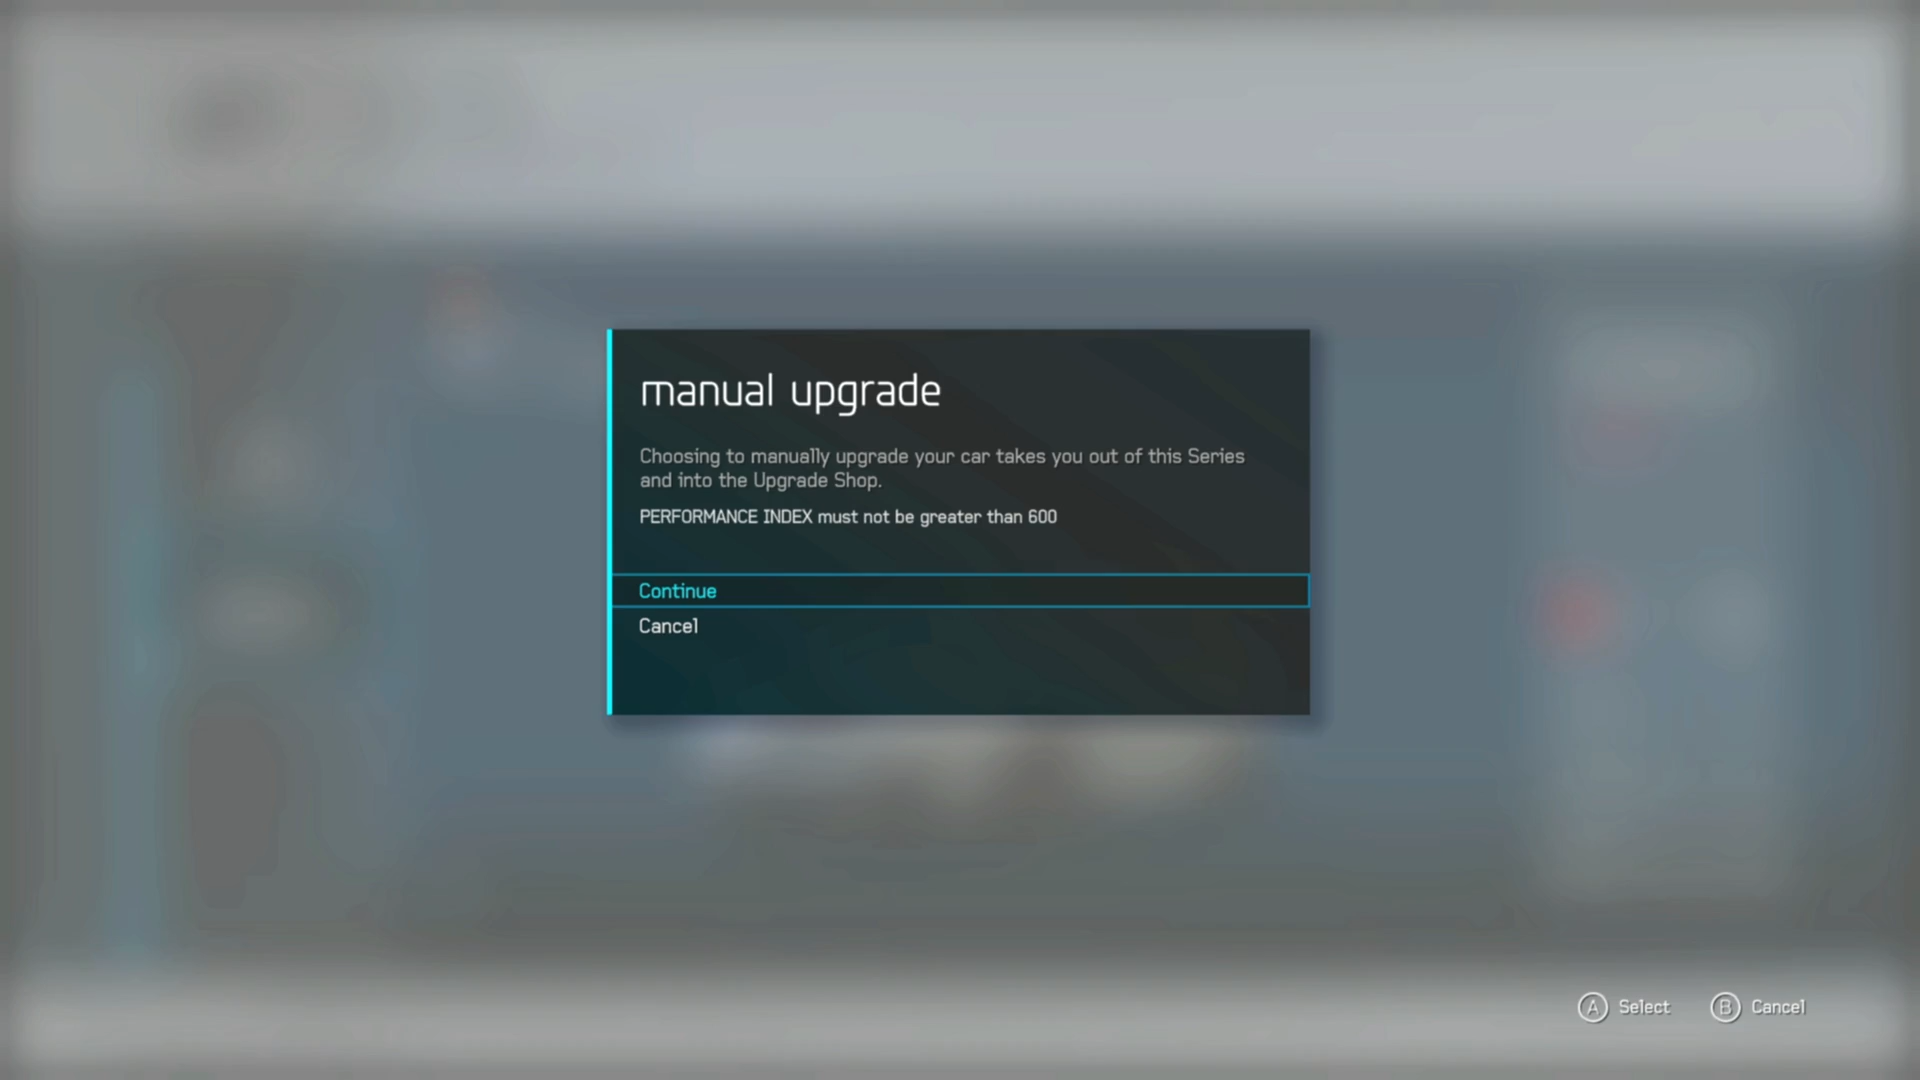 manual upgrade
Choosing to manually upgrade your car takes you out of this Series
and into the Upgrade Shop.
PERFORMANCE INDEX must not be greater than 600
Continue
Cancel
A Select B Cancel